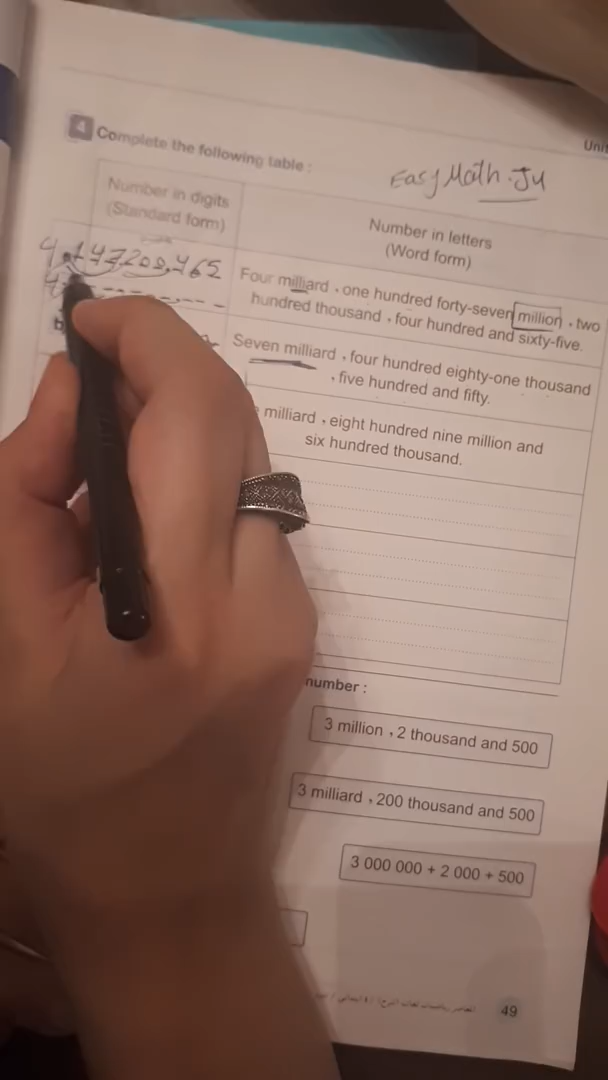 Unit
4 Complete the following table :
Easy Math.J4
Number in digits
(Standard form)
Number in letters
(Word form)
4,147,200,465
Four milliard , one hundred forty-seven million , two
hundred thousand , four hundred and sixty-five.
b
Seven milliard , four hundred eighty-one thousand
, five hundred and fifty.
milliard , eight hundred nine million and
six hundred thousand.
number :
3 million , 2 thousand and 500
3 milliard , 200 thousand and 500
3 000 000 + 2 000 + 500
49